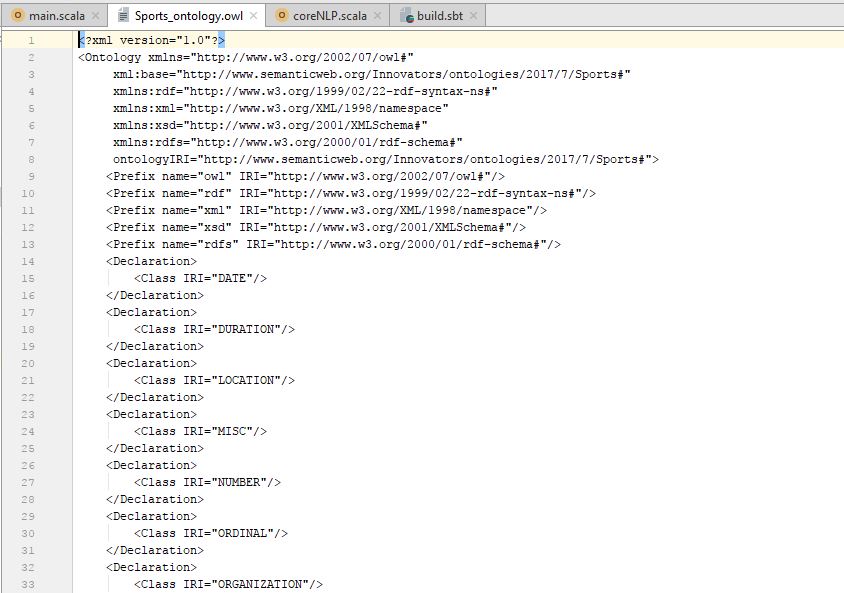 main.scala Sports_ontology.owl coreNLP.scala build.sbt
1 <?xml version="1.0"?>
2 <Ontology xmlns="http://www.w3.org/2002/07/owl#"
3 xml:base="http://www.semanticweb.org/Innovators/ontologies/2017/7/Sports#"
4 xmlns:rdf="http://www.w3.org/1999/02/22-rdf-syntax-ns#"
5 xmlns:xml="http://www.w3.org/XML/1998/namespace"
6 xmlns:xsd="http://www.w3.org/2001/XMLSchema#"
7 xmlns:rdfs="http://www.w3.org/2000/01/rdf-schema#"
8 ontologyIRI="http://www.semanticweb.org/Innovators/ontologies/2017/7/Sports#">
9 <Prefix name="owl" IRI="http://www.w3.org/2002/07/owl#"/>
10 <Prefix name="rdf" IRI="http://www.w3.org/1999/02/22-rdf-syntax-ns#"/>
11 <Prefix name="xml" IRI="http://www.w3.org/XML/1998/namespace"/>
12 <Prefix name="xsd" IRI="http://www.w3.org/2001/XMLSchema#"/>
13 <Prefix name="rdfs" IRI="http://www.w3.org/2000/01/rdf-schema#"/>
14 <Declaration>
15 <Class IRI="DATE"/>
16 </Declaration>
17 <Declaration>
18 <Class IRI="DURATION"/>
19 </Declaration>
20 <Declaration>
21 <Class IRI="LOCATION"/>
22 </Declaration>
23 <Declaration>
24 <Class IRI="MISC"/>
25 </Declaration>
26 <Declaration>
27 <Class IRI="NUMBER"/>
28 </Declaration>
29 <Declaration>
30 <Class IRI="ORDINAL"/>
31 </Declaration>
32 <Declaration>
33 <Class IRI="ORGANIZATION"/>